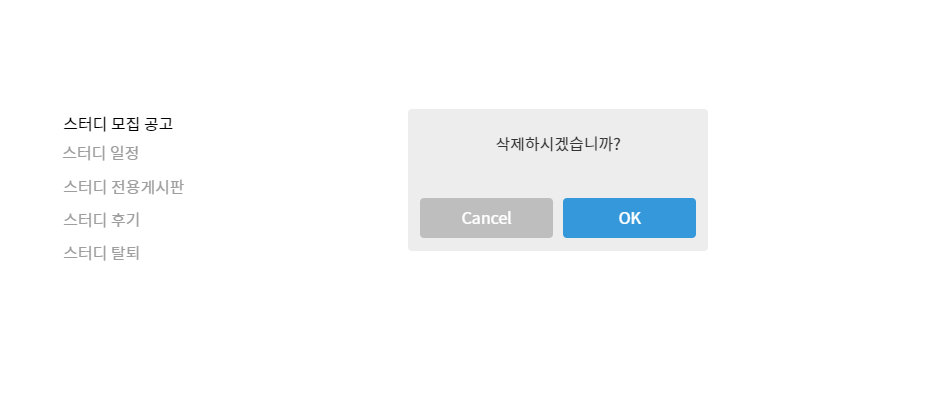 스터디 모집 공고
스터디 일정
스터디 전용게시판
스터디 후기
스터디 탈퇴
삭제하시겠습니까?
Cancel
OK